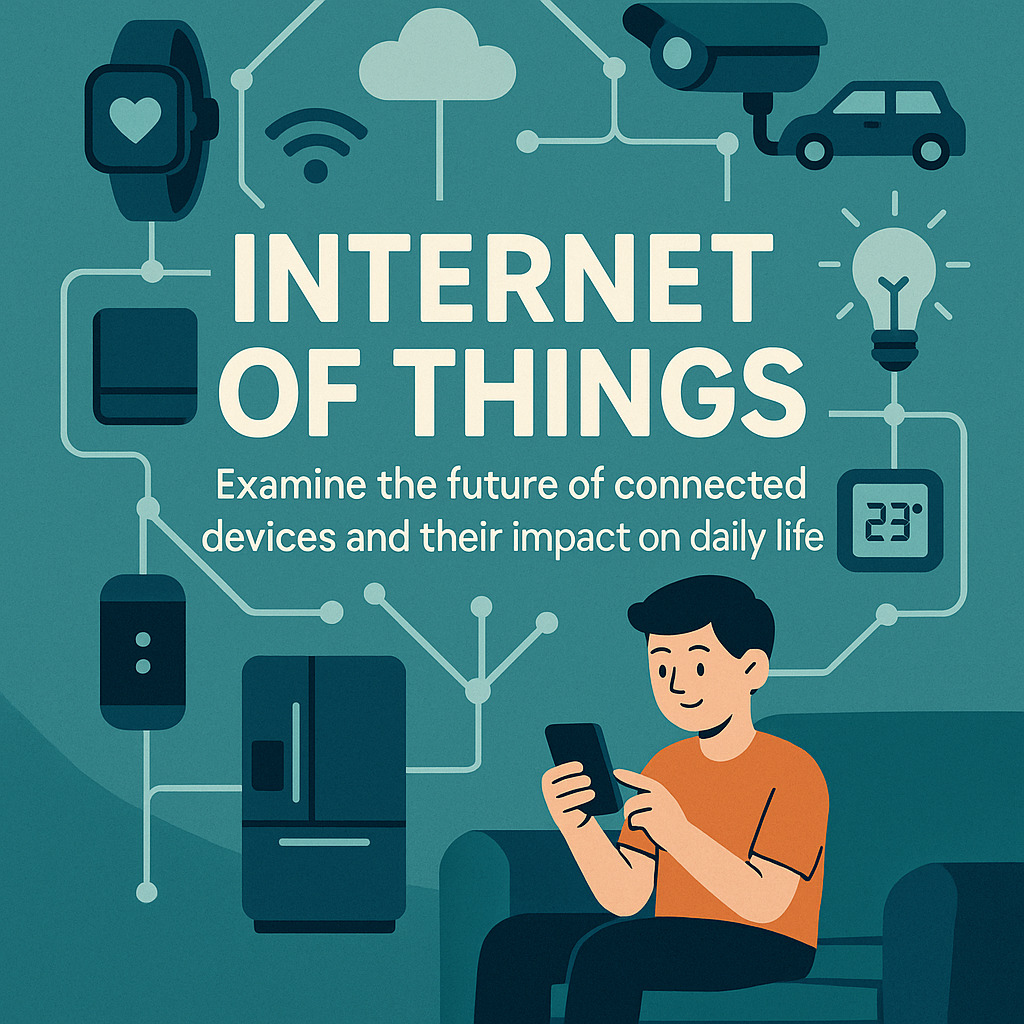 INTERNET
OF THINGS
Examine the future of connected
devices and their impact on daily life
23°